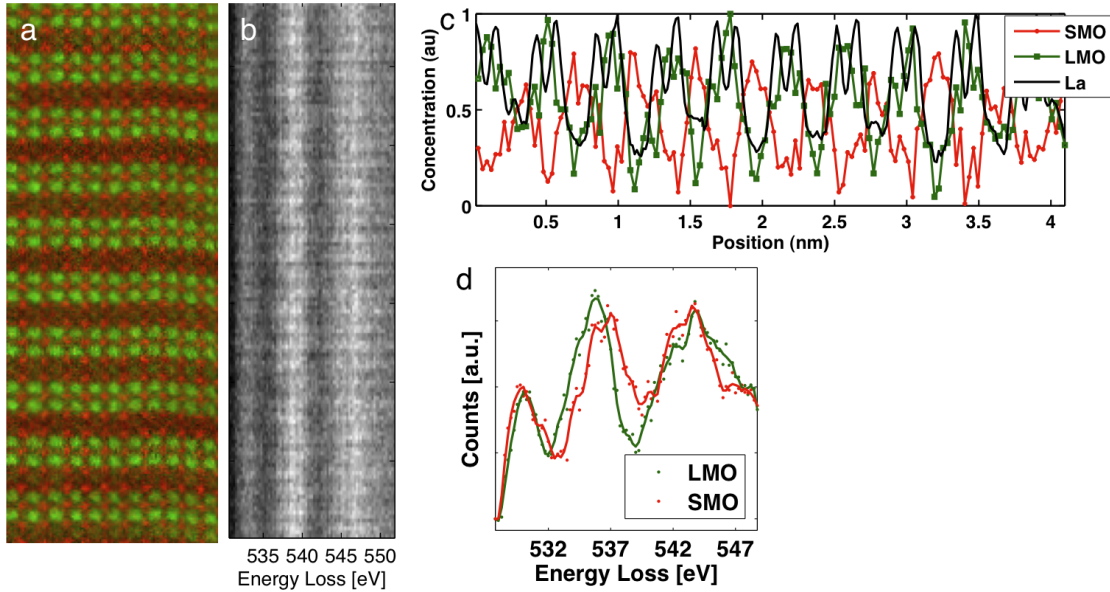 a
b
535 540 545 550
Energy Loss [eV]
c
Concentration (au)
1
0.5
0
0.5 1 1.5 2 2.5 3 3.5 4
Position (nm)
SMO
LMO
La
d
Counts [a.u.]
LMO
SMO
532 537 542 547
Energy Loss [eV]